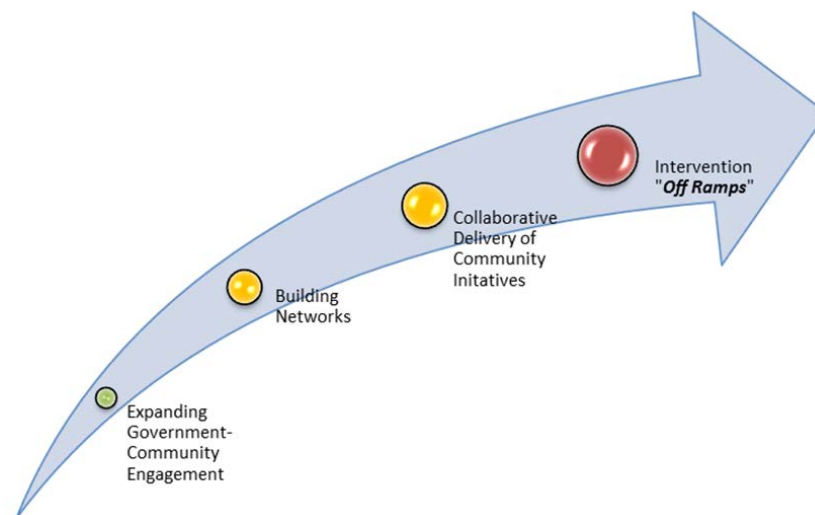 Expanding
Government-
Community
Engagement
Building
Networks
Collaborative
Delivery of
Community
Initatives
Intervention
"Off Ramps"